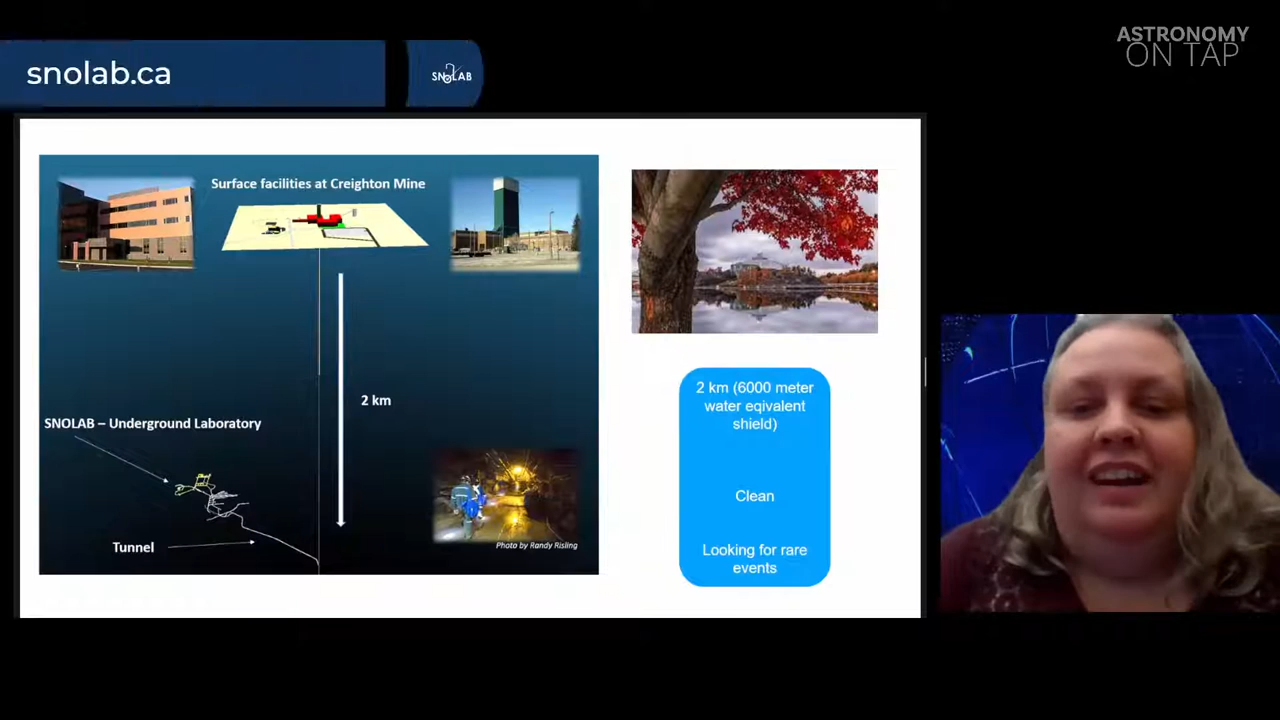 ASTRONOMY
ON TAP
snolab.ca
SNOLAB
Surface facilities at Creighton Mine
2 km
SNOLAB – Underground Laboratory
Tunnel
Photo by Randy Risling
2 km (6000 meter
water eqivalent
shield)
Clean
Looking for rare
events